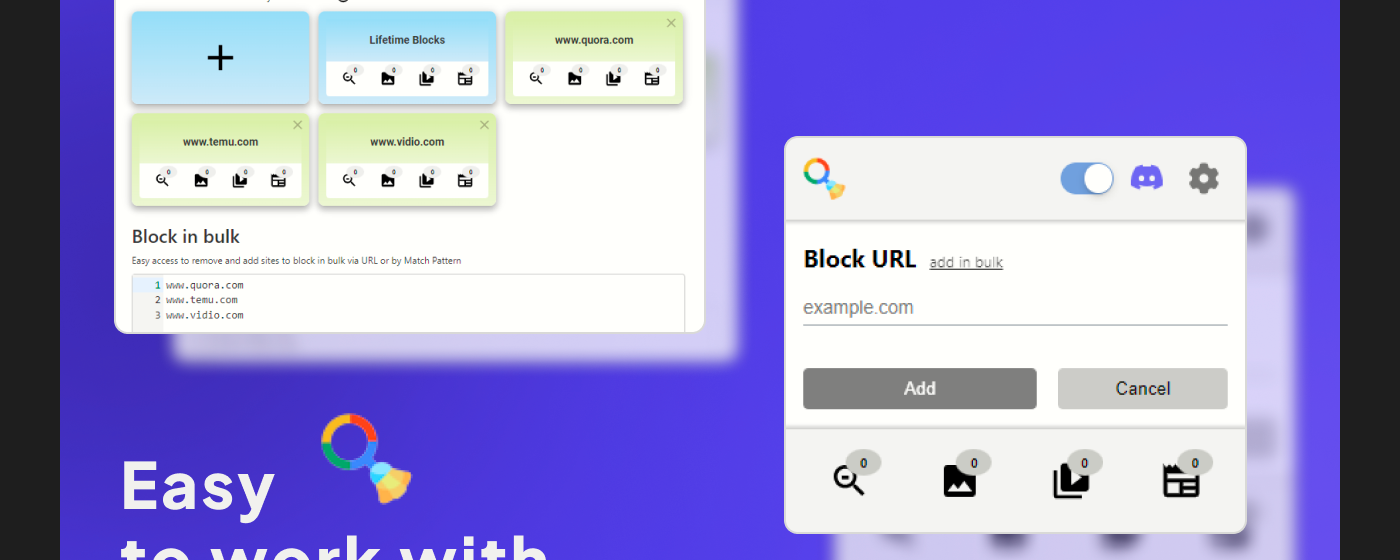 Lifetime Blocks
www.quora.com
0 0 0 0
0 0 0 0
www.temu.com
www.vidio.com
0 0 0 0
0 0 0 0
Block in bulk
Easy access to remove and add sites to block in bulk via URL or by Match Pattern
1 www.quora.com
2 www.temu.com
3 www.vidio.com
Block URL add in bulk
example.com
Add
Cancel
0 0 0 0
Easy
to work with